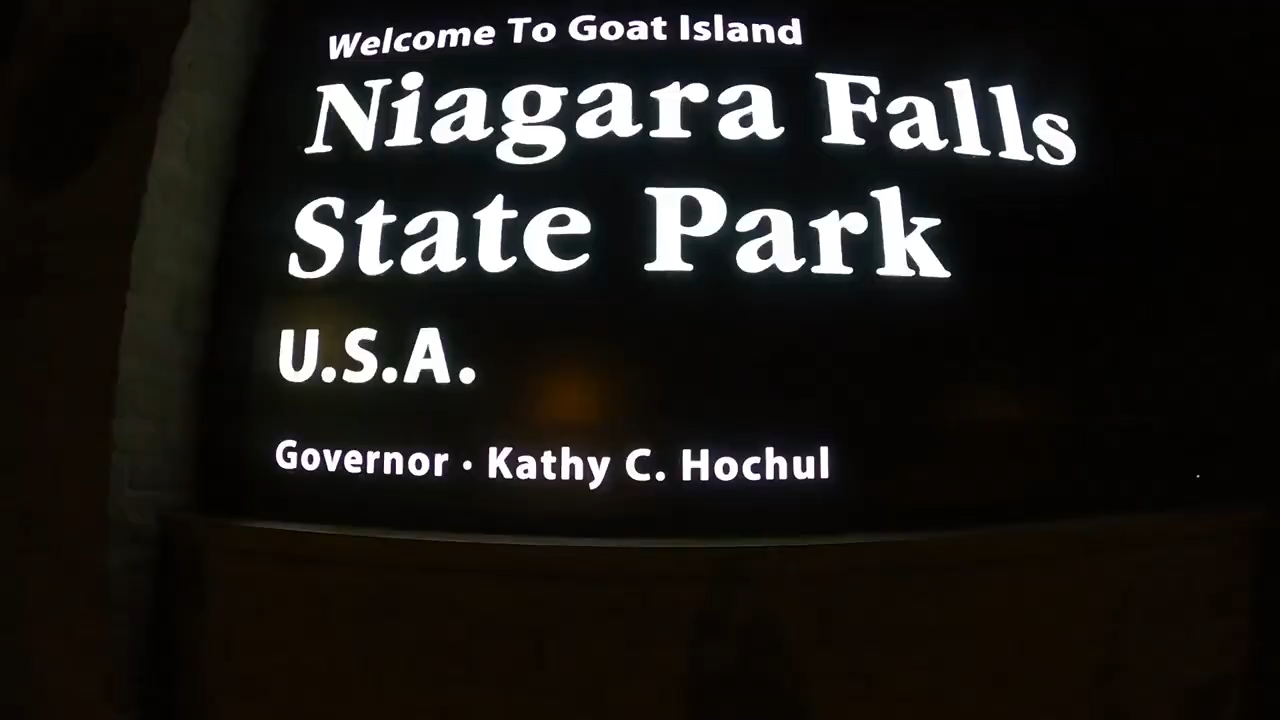 Welcome To Goat Island
Niagara Falls
State Park
U.S.A.
Governor · Kathy C. Hochul